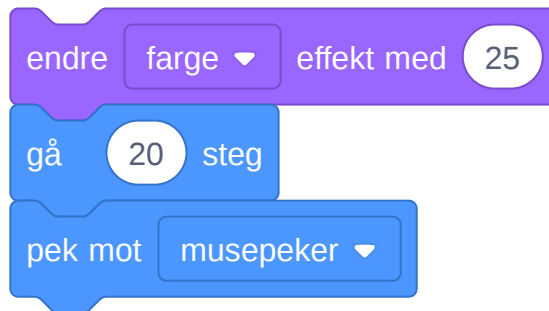 endre farge effekt med 25
gå 20 steg
pek mot musepeker